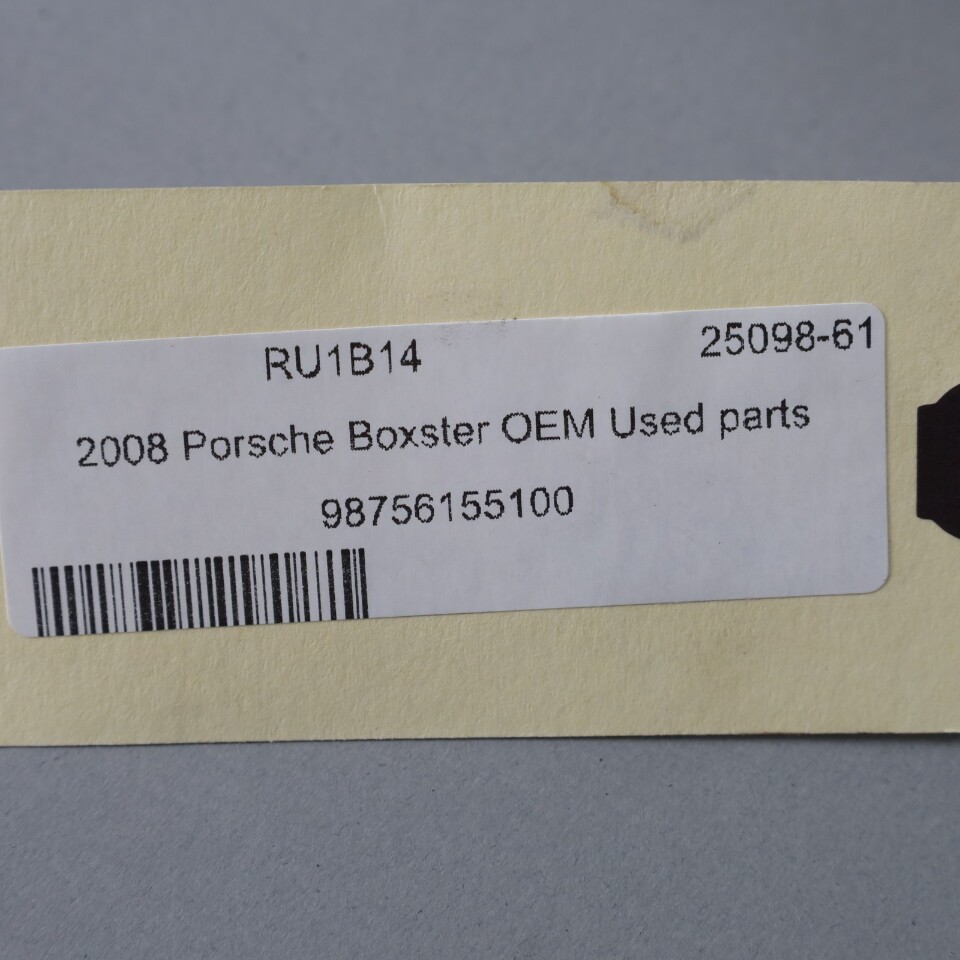 RU1B14 25098-61
2008 Porsche Boxster OEM Used parts
98756155100